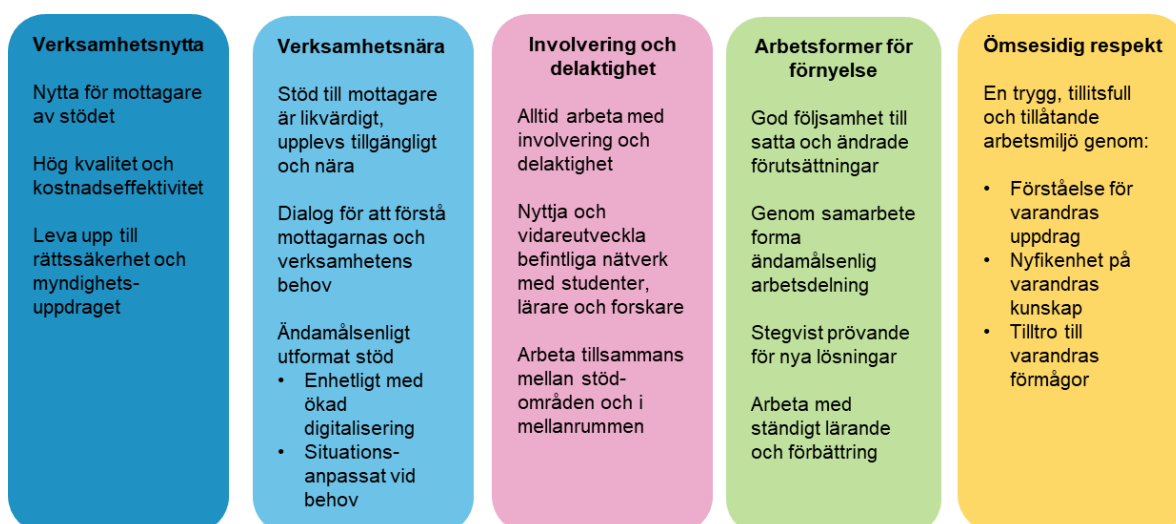 Verksamhetsnytta
Nytta för mottagare
av stödet
Hög kvalitet och
kostnadseffektivitet
Leva upp till
rättssäkerhet och
myndighets-
uppdraget
Verksamhetsnära
Stöd till mottagare
är likvärdigt,
upplevs tillgängligt
och nära
Dialog för att förstå
mottagarnas och
verksamhetens
behov
Ändamålsenligt
utformat stöd
• Enhetligt med
ökad
digitalisering
• Situations-
anpassat vid
behov
Involvering och
delaktighet
Alltid arbeta med
involvering och
delaktighet
Nyttja och
vidareutveckla
befintliga nätverk
med studenter,
lärare och forskare
Arbeta tillsammans
mellan stöd-
områden och i
mellanrummen
Arbetsformer för
förnyelse
God följsamhet till
satta och ändrade
förutsättningar
Genom samarbete
forma
ändamålsenlig
arbetsdelning
Stegvist prövande
för nya lösningar
Arbeta med
ständigt lärande
och förbättring
Ömsesidig respekt
En trygg, tillitsfull
och tillåtande
arbetsmiljö genom:
• Förståelse för
varandras
uppdrag
• Nyfikenhet på
varandras
kunskap
• Tilltro till
varandras
förmågor